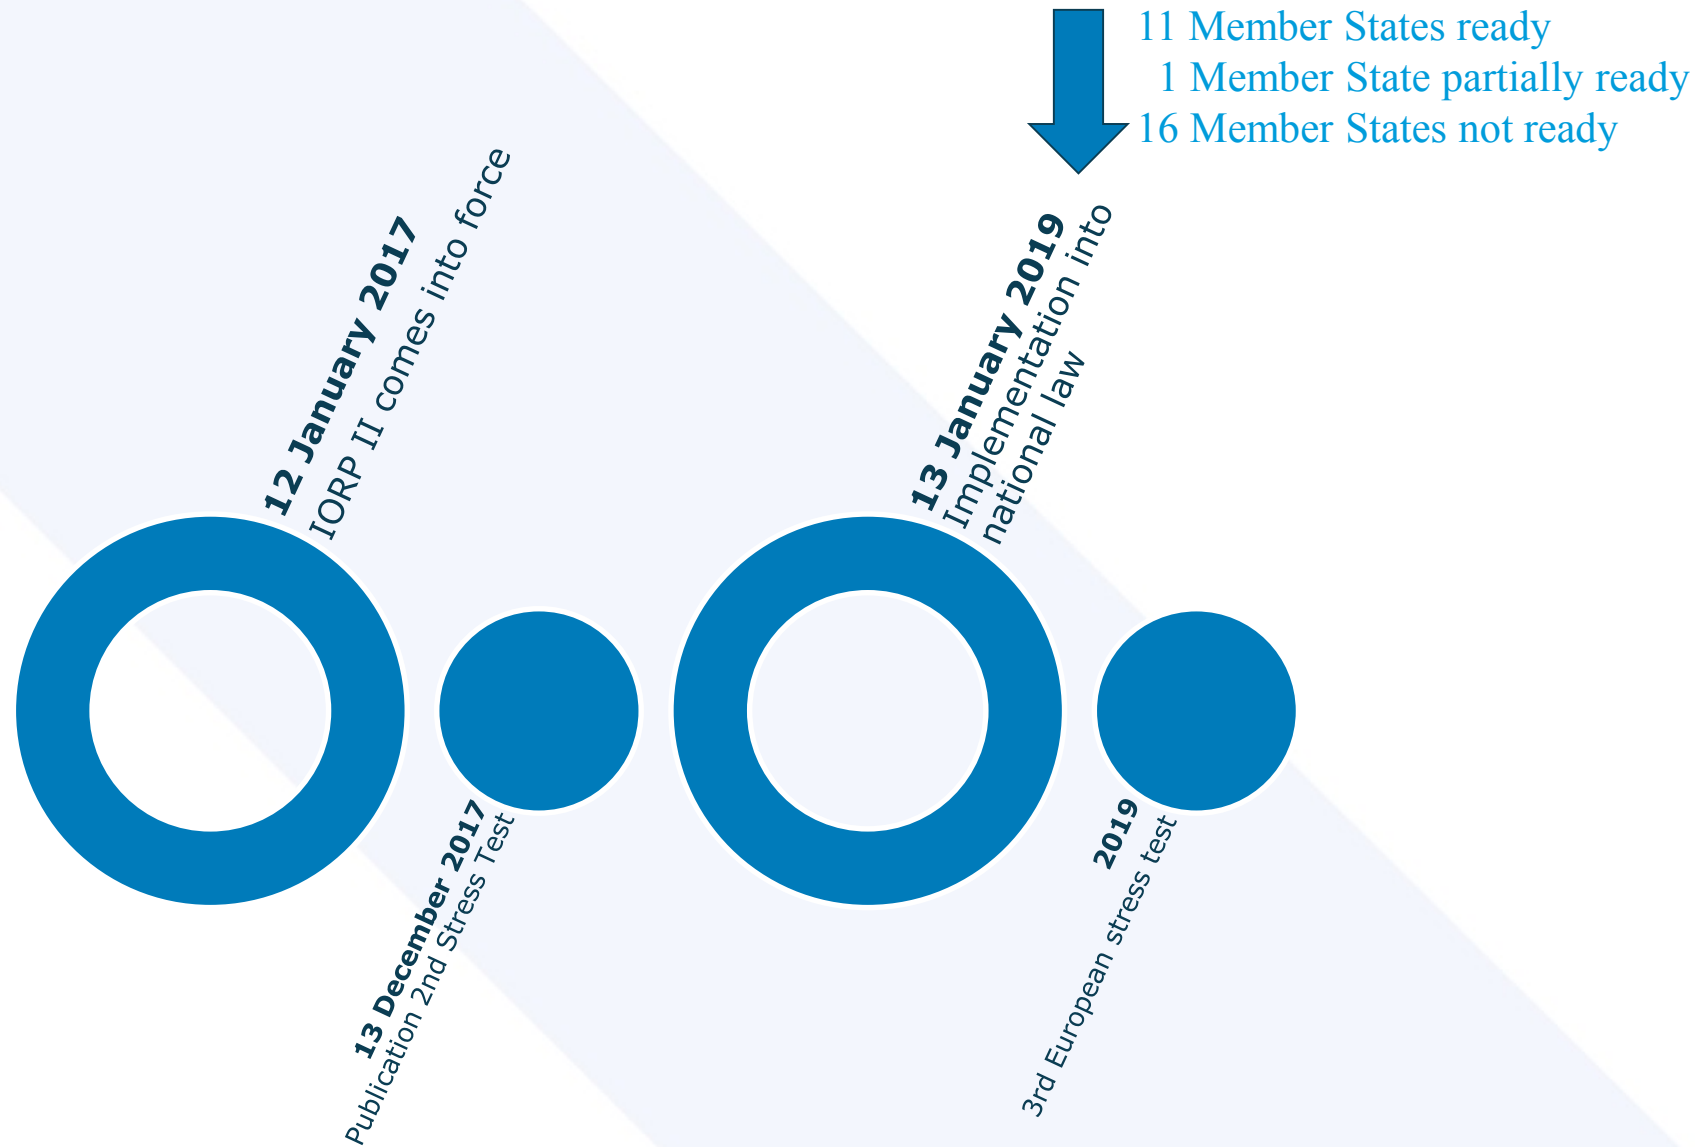 11 Member States ready
1 Member State partially ready
16 Member States not ready
12 January 2017
IORP II comes into force
13 January 2019
Implementation into
national law
13 December 2017
Publication 2nd Stress Test
2019
3rd European stress test